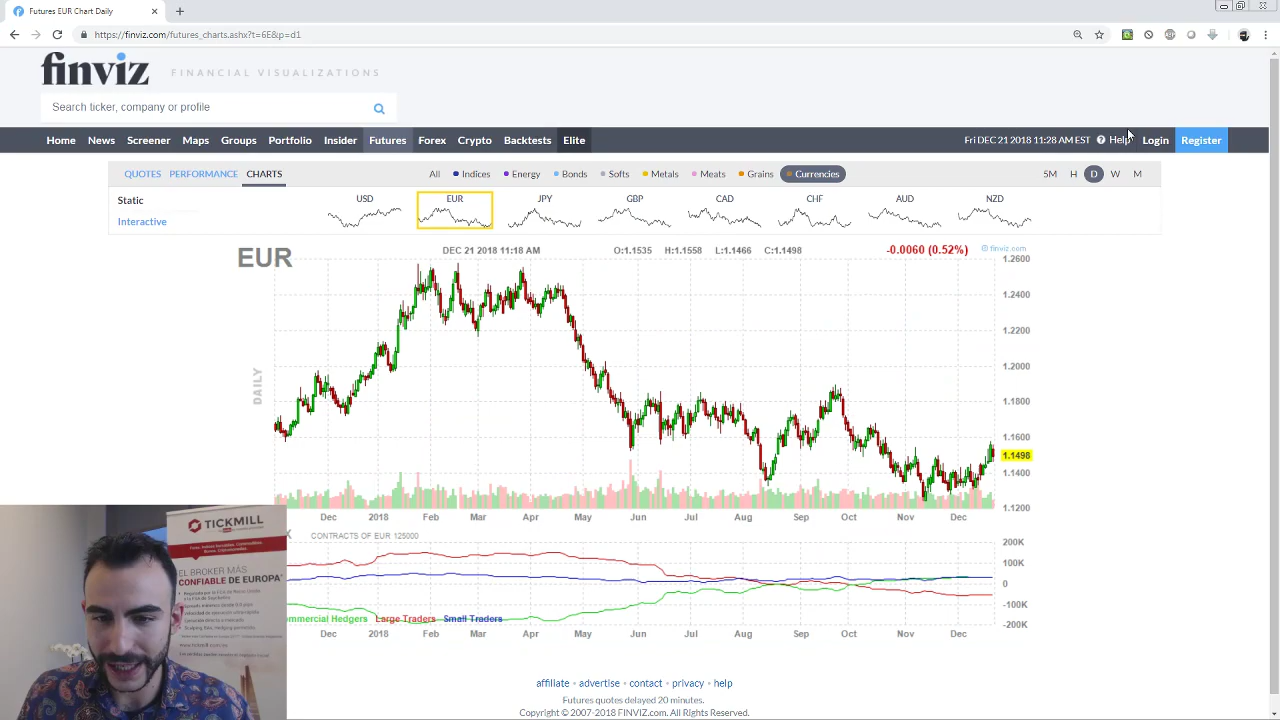 Futures EUR Chart Daily
https://finviz.com/futures_charts.ashx?t=6E&p=d1
finviz FINANCIAL VISUALIZATIONS
Search ticker, company or profile
Home News Screener Maps Groups Portfolio Insider Futures Forex Crypto Backtests Elite Fri DEC 21 2018 11:28 AM EST Help Login Register
QUOTES PERFORMANCE CHARTS All Indices Energy Bonds Softs Metals Meats Grains Currencies 5M H D W M
Static
Interactive
USD EUR JPY GBP CAD CHF AUD NZD
EUR DEC 21 2018 11:18 AM O:1.1535 H:1.1558 L:1.1466 C:1.1498 -0.0060 (0.52%) © finviz.com
1.2600
1.2400
1.2200
1.2000
DAILY
1.1800
1.1600
1.1498
1.1400
1.1200
Dec 2018 Feb Mar Apr May Jun Jul Aug Sep Oct Nov Dec
CONTRACTS OF EUR 125000
200K
100K
0
-100K
-200K
ommercial Hedgers Large Traders Small Traders
Dec 2018 Feb Mar Apr May Jun Jul Aug Sep Oct Nov Dec
TICKMILL
EL BROKER MÁS
CONFIABLE DE EUROPA*
affiliate • advertise • contact • privacy • help
Futures quotes delayed 20 minutes.
Copyright © 2007-2018 FINVIZ.com. All Rights Reserved.